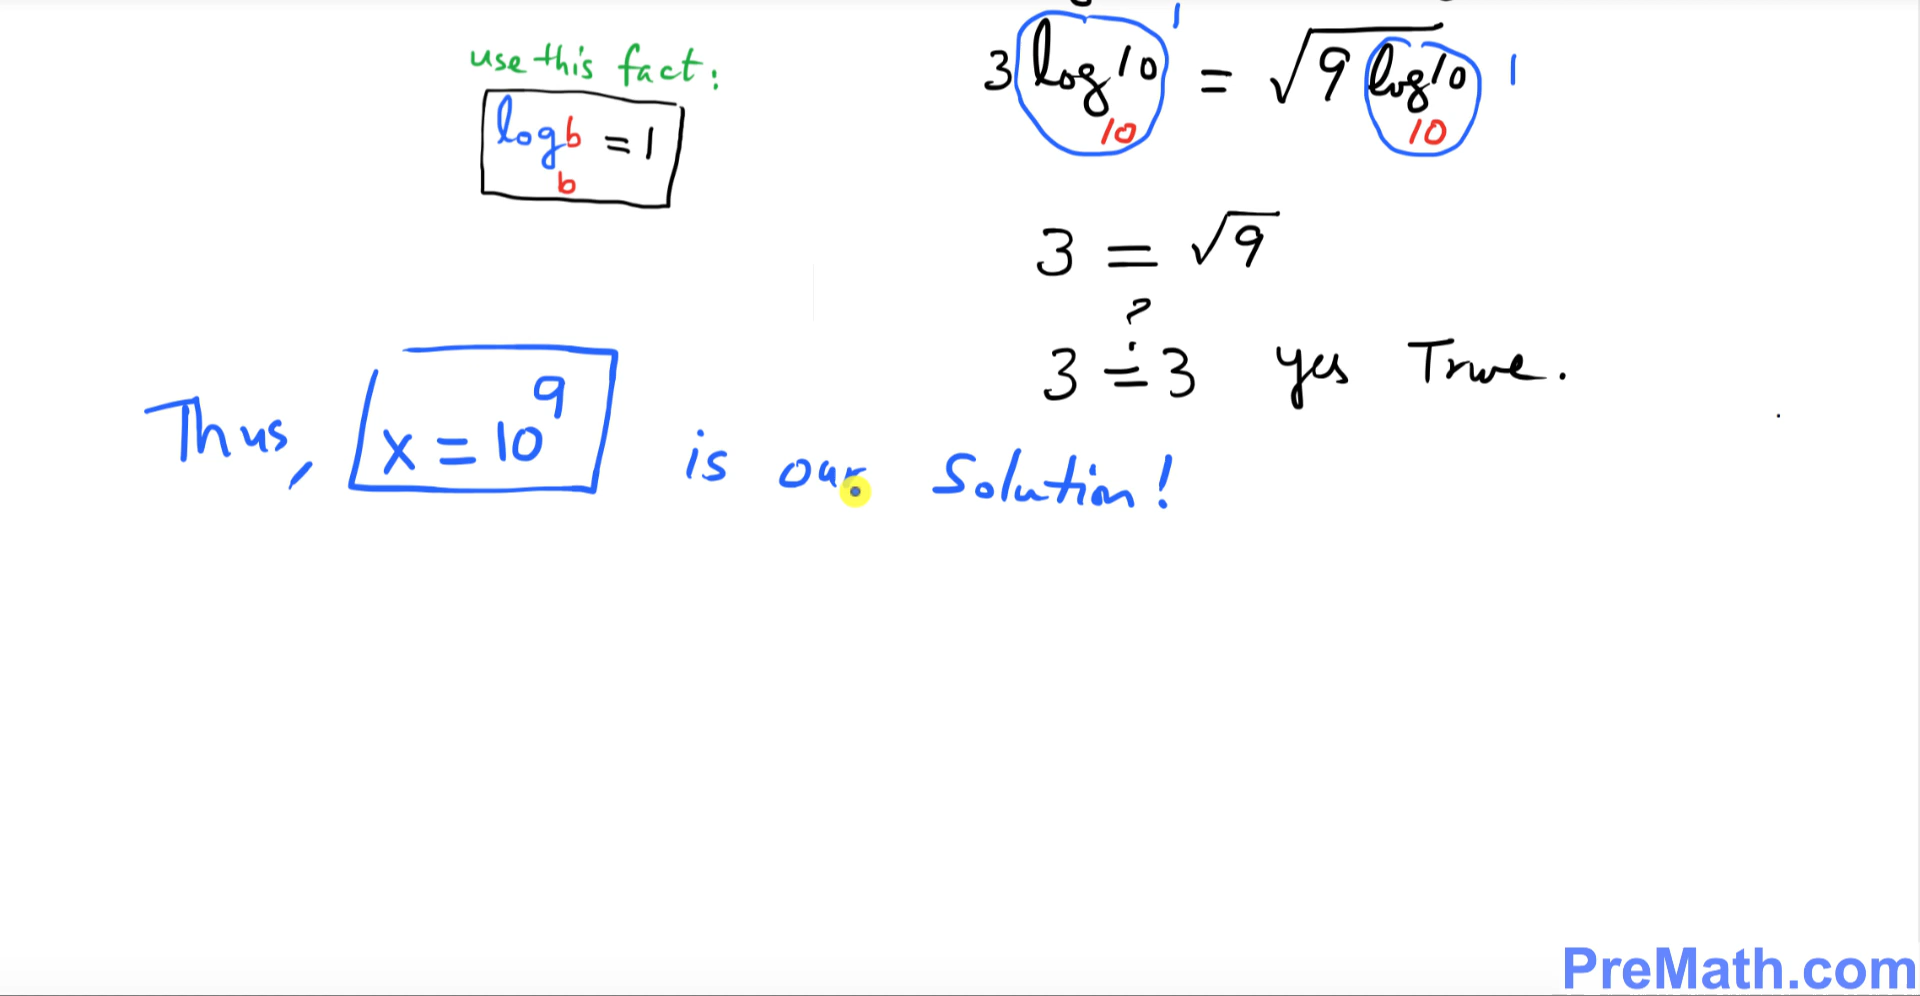 use this fact:
log_b b = 1
3 log_10 10 = √9 log_10 10
1 1
3 = √9
?
3 = 3 yes True.
Thus, x = 10^9 is our Solution!
PreMath.com